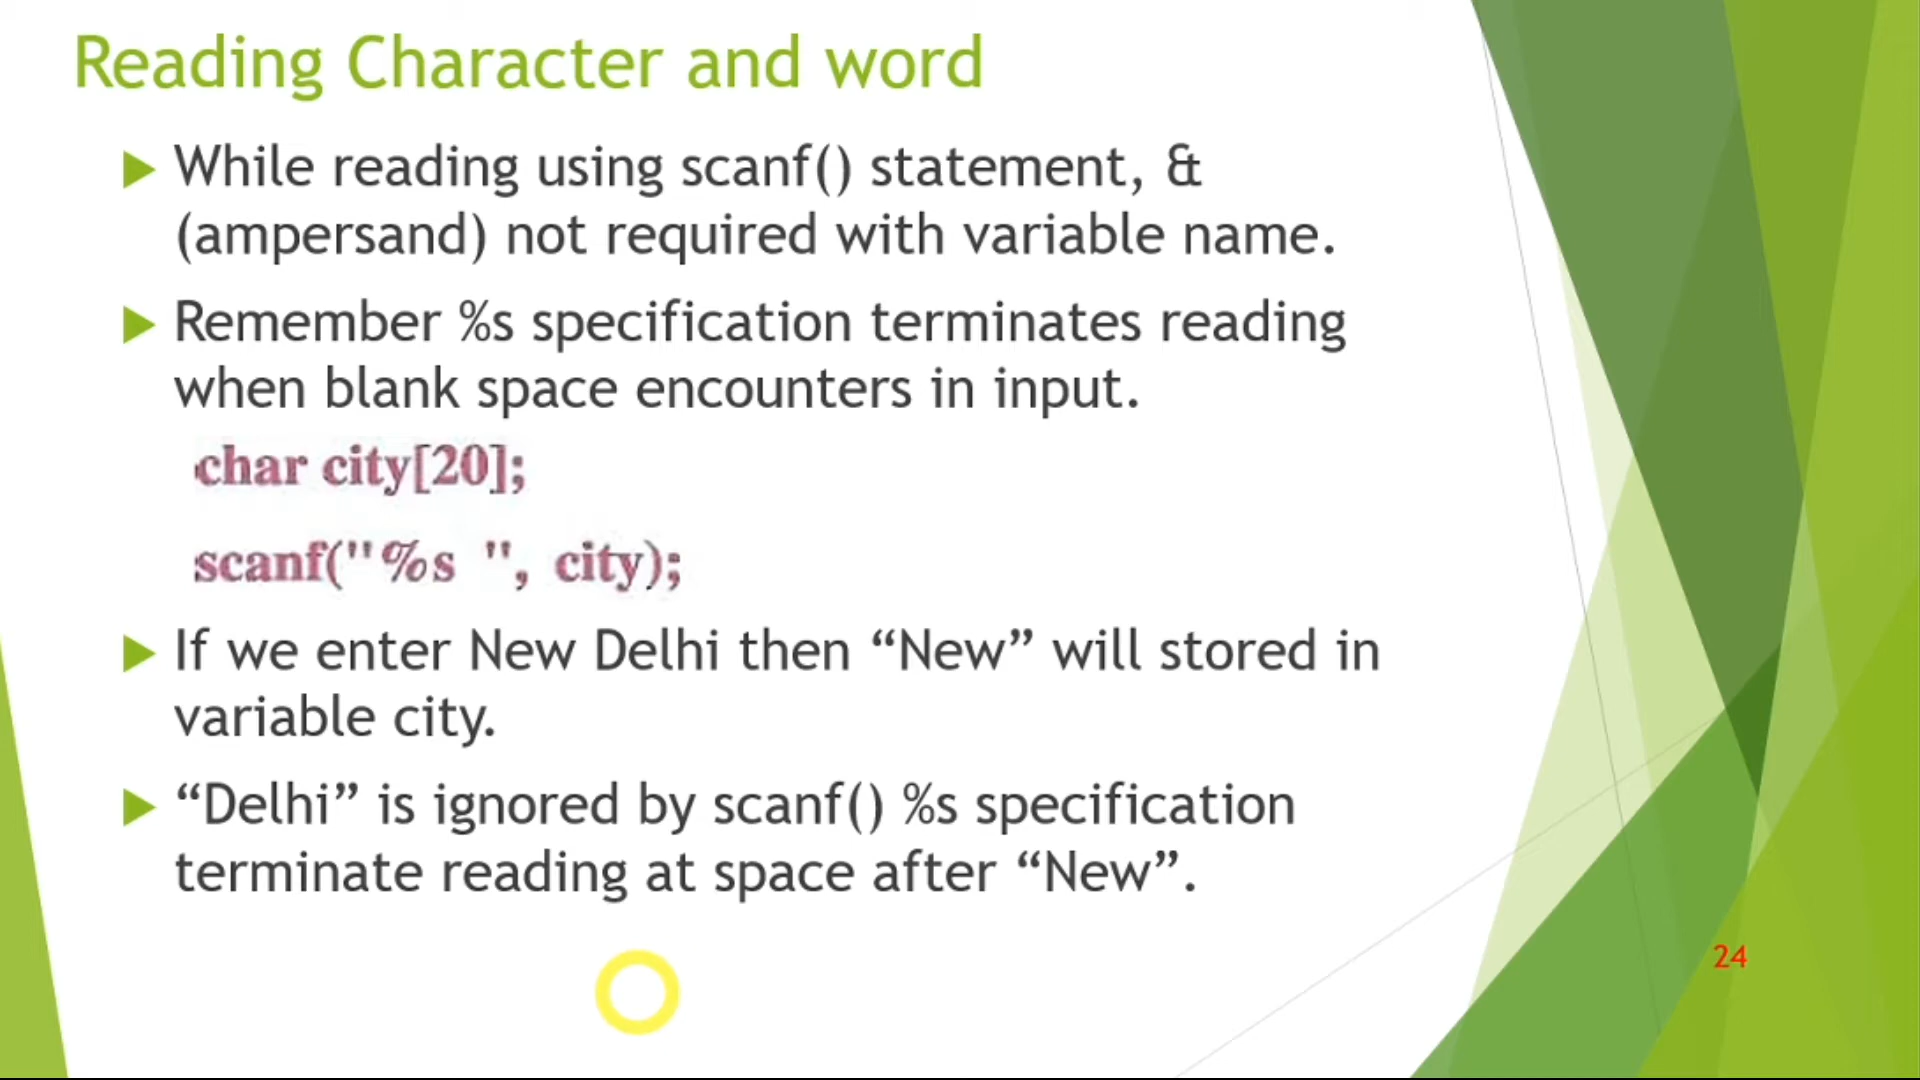 Reading Character and word
While reading using scanf() statement, &
(ampersand) not required with variable name.
Remember %s specification terminates reading
when blank space encounters in input.
char city[20];
scanf("%s ", city);
If we enter New Delhi then “New” will stored in
variable city.
“Delhi” is ignored by scanf() %s specification
terminate reading at space after “New”.
24